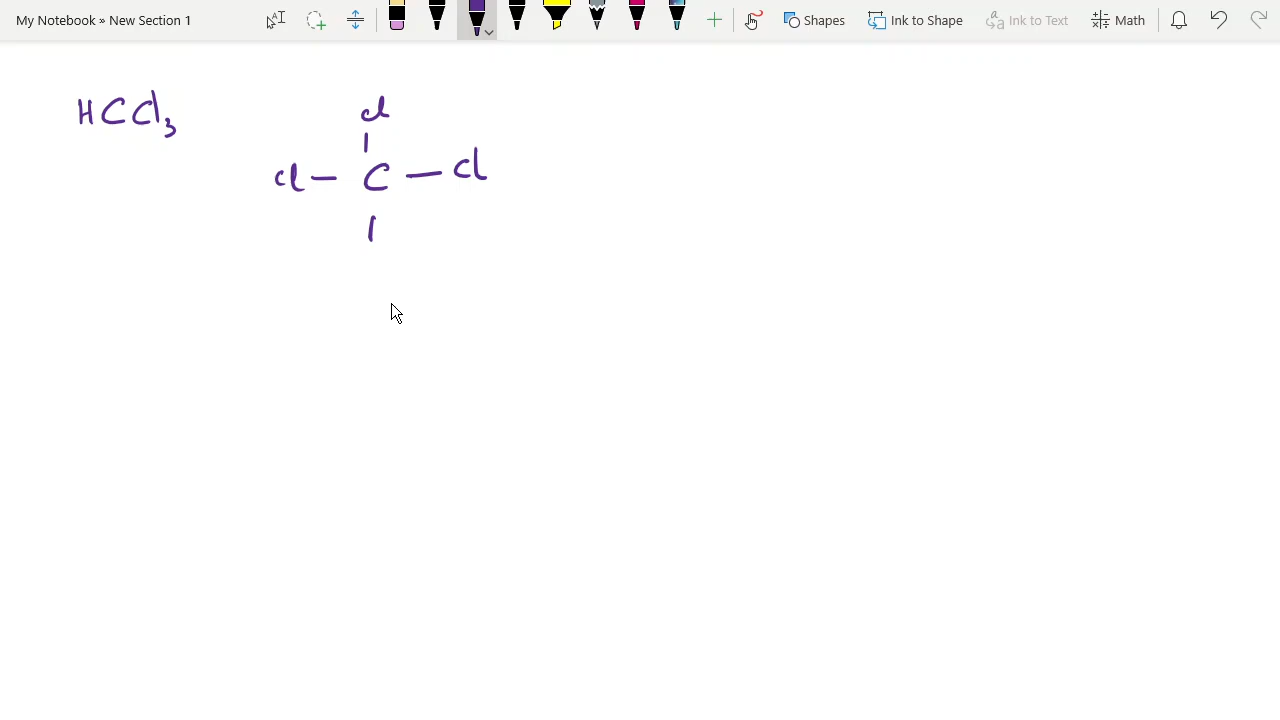 My Notebook » New Section 1
Shapes
Ink to Shape
Ink to Text
Math
HCCl3
Cl
Cl - C - Cl